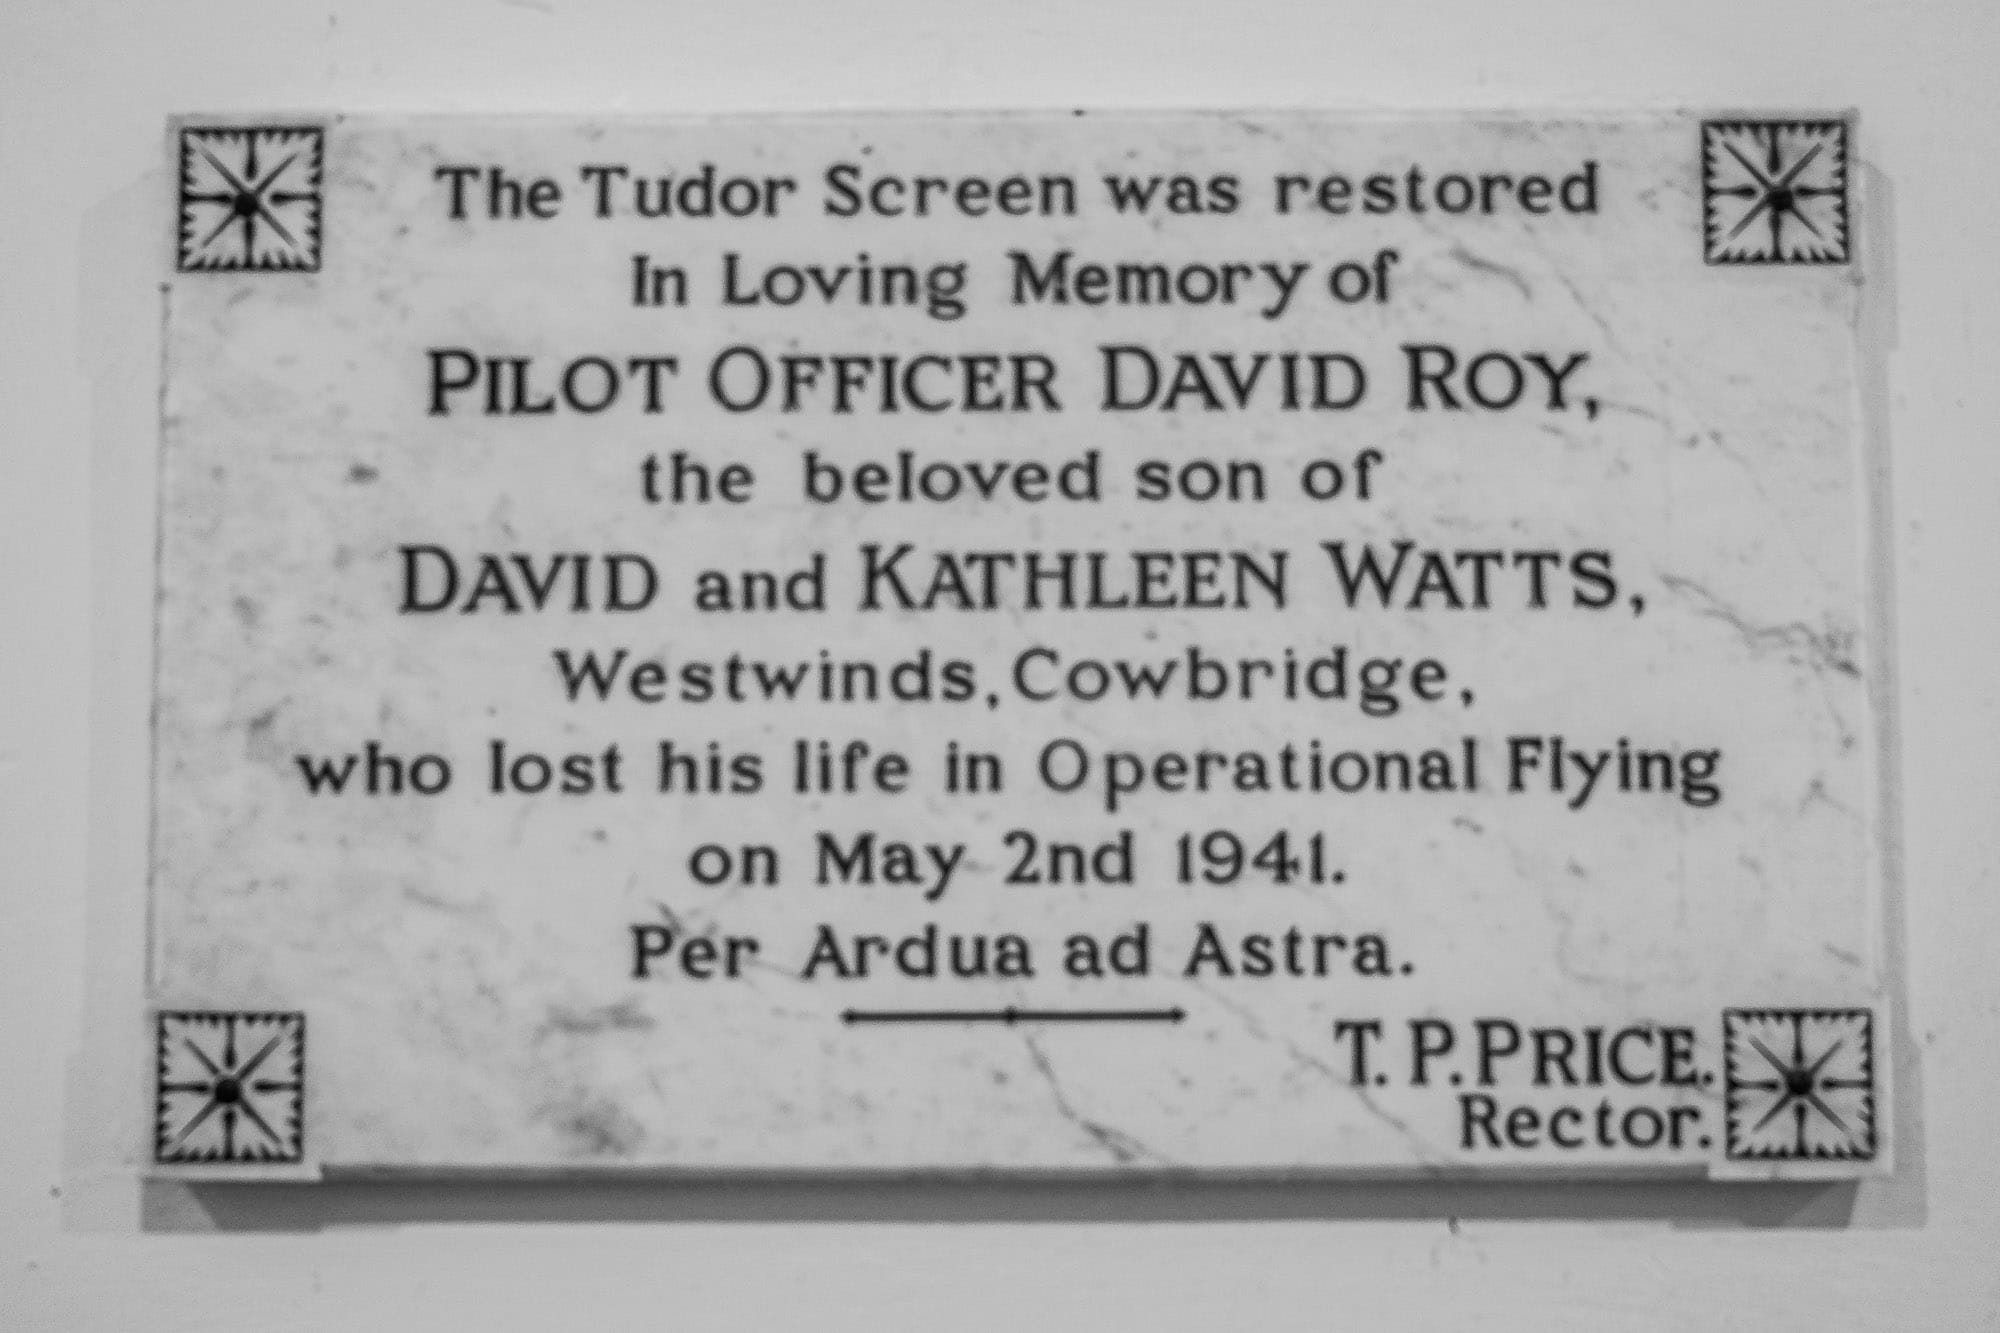 The Tudor Screen was restored
In Loving Memory of
PILOT OFFICER DAVID ROY,
the beloved son of
DAVID and KATHLEEN WATTS,
Westwinds, Cowbridge,
who lost his life in Operational Flying
on May 2nd 1941.
Per Ardua ad Astra.
T. P. PRICE.
Rector.